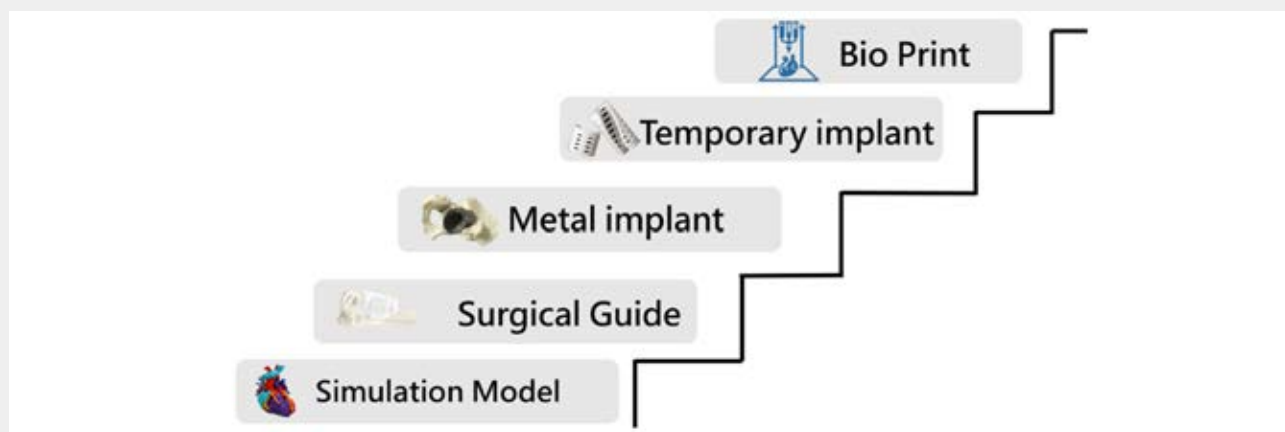 Bio Print
Temporary implant
Metal implant
Surgical Guide
Simulation Model